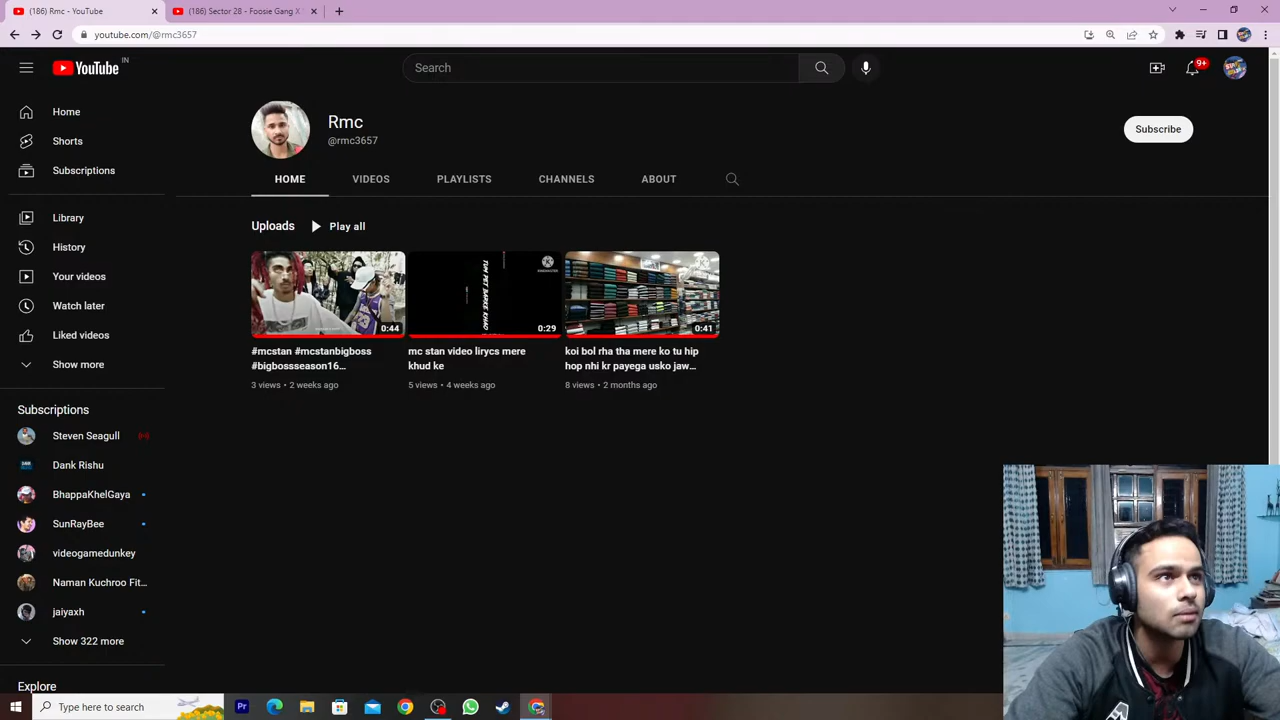 (186) Rmc - YouTube
(186) Sector 28 - Foosie Gang X
youtube.com/@rmc3657
YouTube IN
Search
9+
Home
Shorts
Subscriptions
Library
History
Your videos
Watch later
Liked videos
Show more
Subscriptions
Steven Seagull
Dank Rishu
BhappaKhelGaya
SunRayBee
videogamedunkey
Naman Kuchroo Fit...
jaiyaxh
Show 322 more
Explore
Rmc
@rmc3657
Subscribe
HOME VIDEOS PLAYLISTS CHANNELS ABOUT
Uploads Play all
0:44
0:29
0:41
#mcstan #mcstanbigboss
#bigbossseason16...
3 views • 2 weeks ago
mc stan video lirycs mere
khud ke
5 views • 4 weeks ago
koi bol rha tha mere ko tu hip
hop nhi kr payega usko jaw...
8 views • 2 months ago
Type here to search
Pr